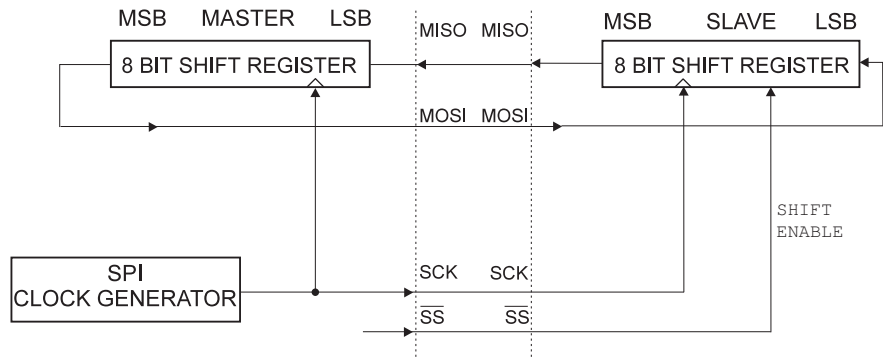 MSB MASTER LSB
MISO MISO
MSB SLAVE LSB
8 BIT SHIFT REGISTER
8 BIT SHIFT REGISTER
MOSI MOSI
SHIFT
ENABLE
SPI
CLOCK GENERATOR
SCK SCK
SS SS